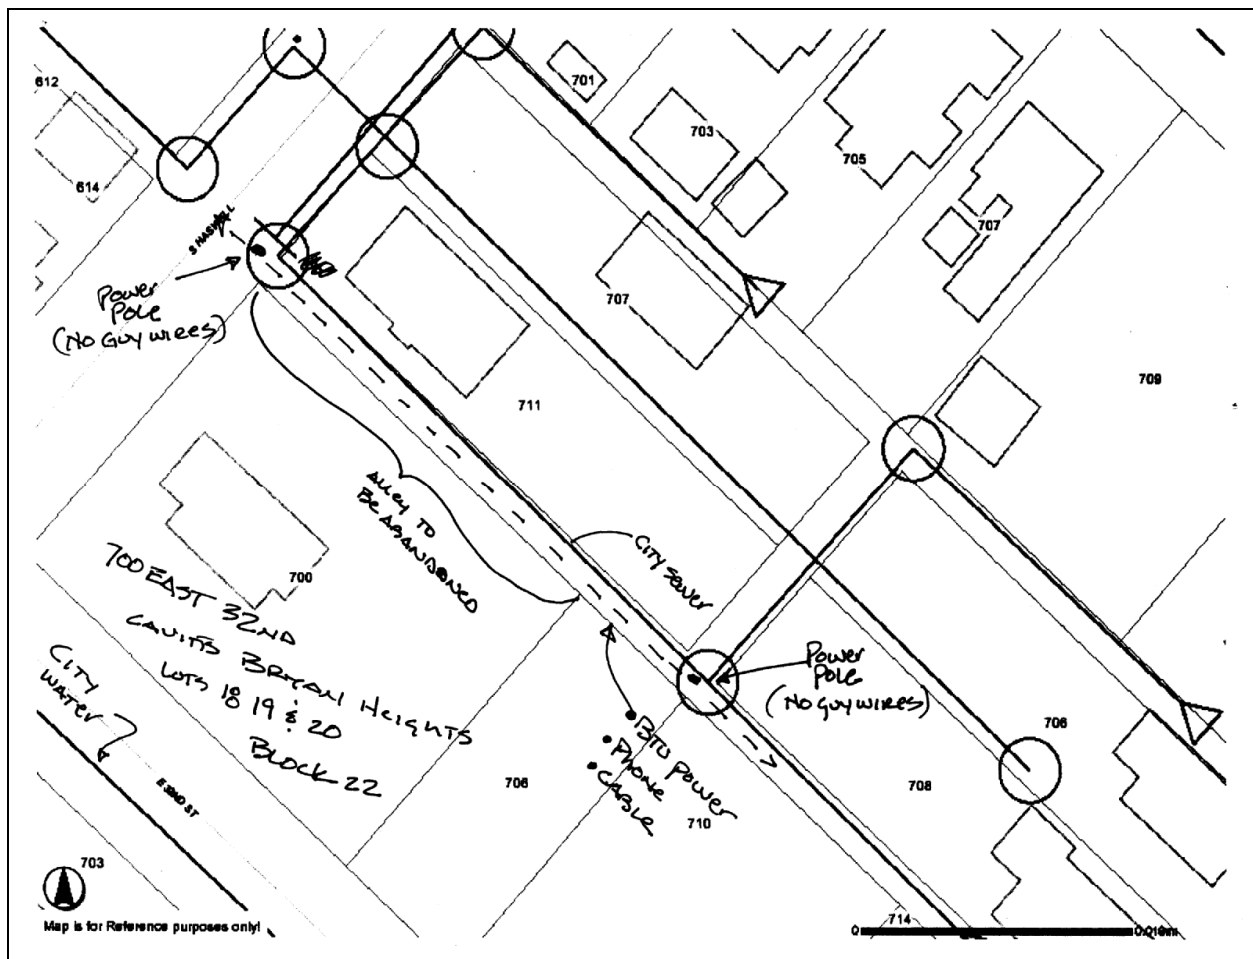 612
701
703
705
614
S HASWELL
707
707
POWER
POLE
(NO GUY WIRES)
709
711
ALLEY TO
BE ABANDONED
CITY SEWER
700
700 EAST 32ND
CAVITTS BRYAN HEIGHTS
LOTS 18 19 & 20
BLOCK 22
CITY
WATER
POWER
POLE
(NO GUY WIRES)
706
BTU POWER
PHONE
CABLE
E 32ND ST
706
708
710
703
714
Map is for Reference purposes only!
0
0.019mi